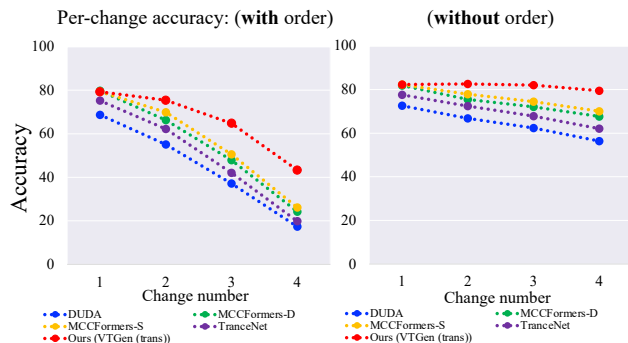 Per-change accuracy: (with order)
(without order)
Accuracy
100
80
60
40
20
0
1 2 3 4
Change number
DUDA
MCCFormers-D
MCCFormers-S
TranceNet
Ours (VTGen (trans))
100
80
60
40
20
0
1 2 3 4
Change number
DUDA
MCCFormers-D
MCCFormers-S
TranceNet
Ours (VTGen (trans))